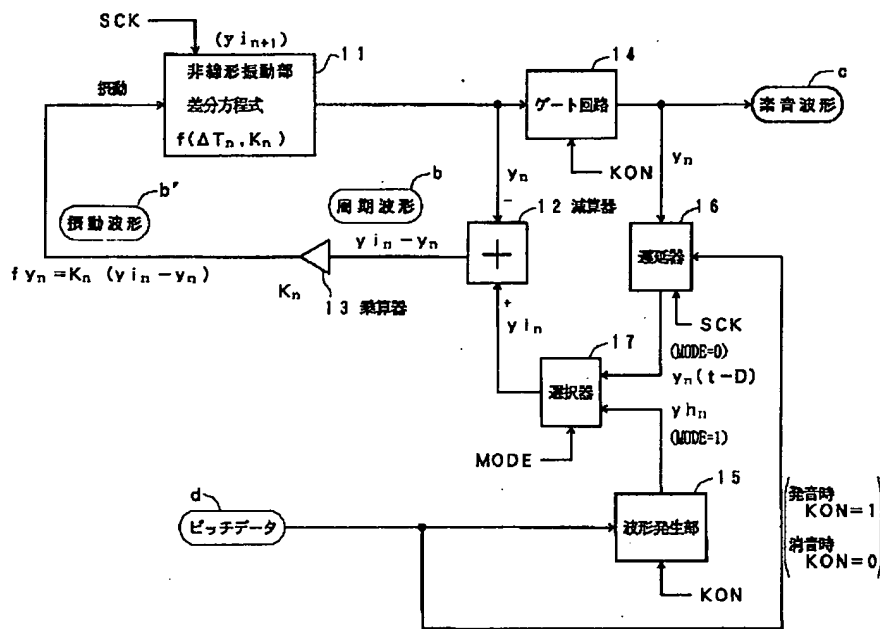 SCK
(yi n+1)
11
振動
非線形振動部
差分方程式
f(ΔTn, Kn)
14
ゲート回路
KON
c
楽音波形
yn
yn
−
b'
振動波形
b
周期波形
12 減算器
16
遅延器
yin−yn
+
fyn=Kn (yin−yn)
Kn
13 乗算器
+
yin
SCK
17
(MODE=0)
yn(t−D)
選択器
yhn
(MODE=1)
MODE
15
d
ピッチデータ
波形発生部
発音時
KON=1
消音時
KON=0
KON